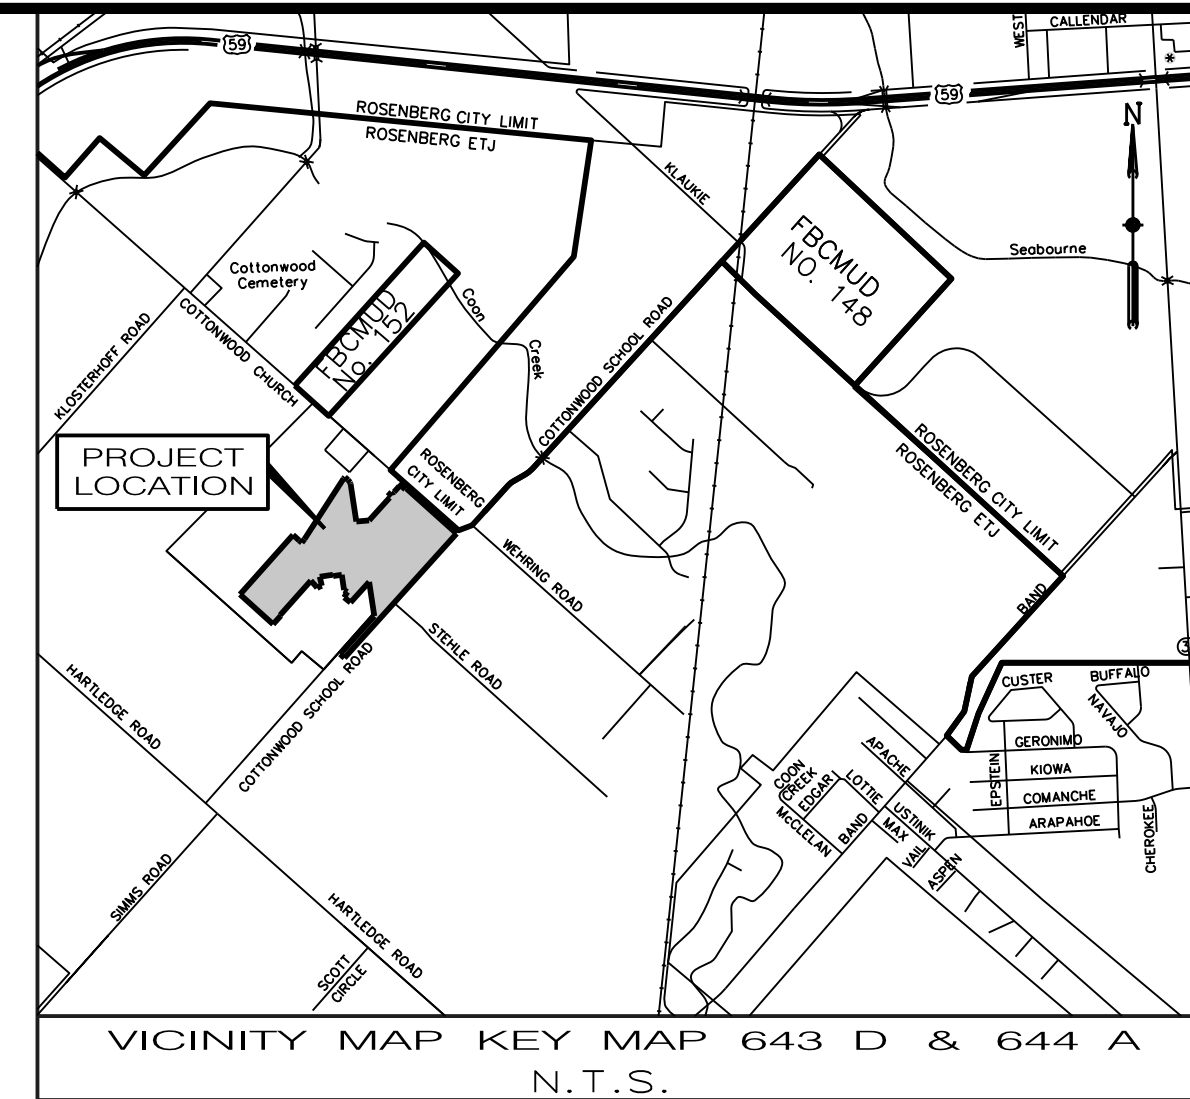 WEST
CALLENDAR
59
59
*
N
ROSENBERG CITY LIMIT
ROSENBERG ETJ
KLAUKIE
FBCMUD
NO. 148
Seabourne
Cottonwood
Cemetery
Coon
Creek
FBCMUD
No. 152
COTTONWOOD CHURCH
KLOSTERHOFF ROAD
COTTONWOOD SCHOOL ROAD
PROJECT
LOCATION
ROSENBERG
CITY LIMIT
ROSENBERG CITY LIMIT
ROSENBERG ETJ
WEHRING ROAD
STEHLE ROAD
BAND
3
HARTLEDGE ROAD
COTTONWOOD SCHOOL ROAD
CUSTER
BUFFALO
NAVAJO
GERONIMO
EPSTEIN
KIOWA
COMANCHE
ARAPAHOE
CHEROKEE
APACHE
COON
CREEK
EDGAR
LOTTIE
McCLELAN
BAND
USTINIK
MAX
VAIL
ASPEN
SIMMS ROAD
HARTLEDGE ROAD
SCOTT
CIRCLE
VICINITY MAP KEY MAP 643 D & 644 A
N.T.S.